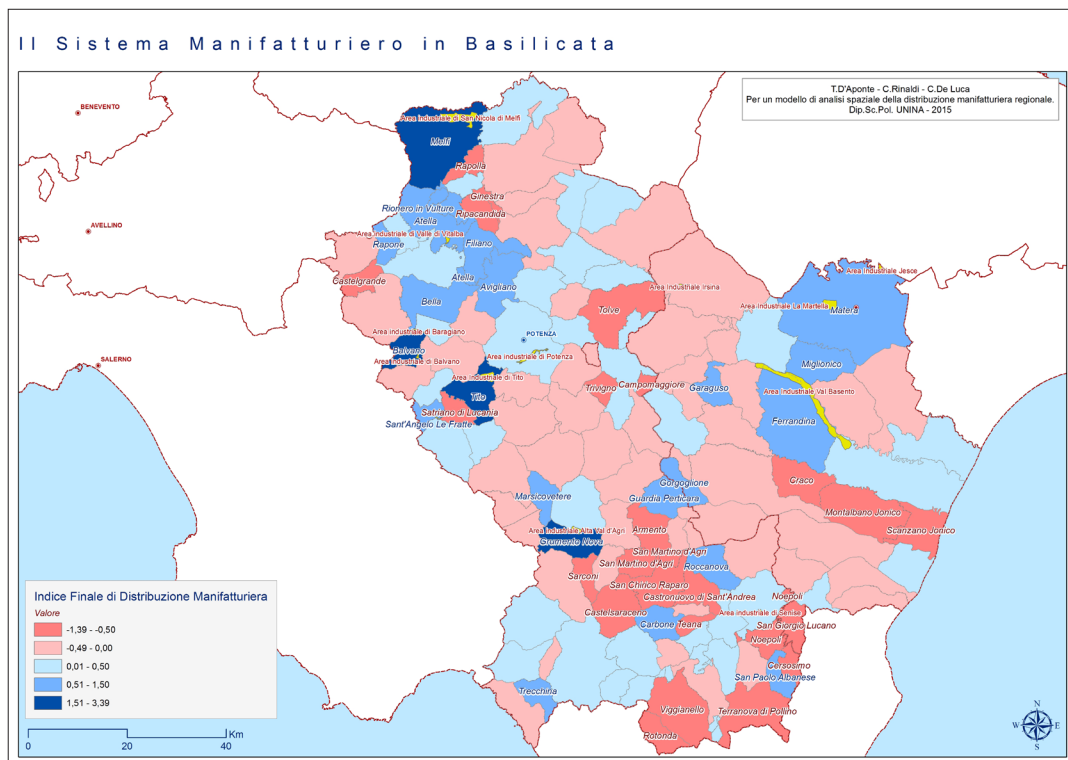 Il Sistema Manifatturiero in Basilicata
T.D'Aponte - C.Rinaldi - C.De Luca
Per un modello di analisi spaziale della distribuzione manifatturiera regionale.
Dip.Sc.Pol. UNINA - 2015
BENEVENTO
Area Industriale di San Nicola di Melfi
Melfi
Rapolla
Ginestra
Rionero in Vulture
Ripacandida
Atella
AVELLINO
Area industriale di Valle di Vitalba
Rapone
Filiano
Area Industriale Jesce
Castelgrande
Atella
Avigliano
Area Industriale Irsina
Bella
Area Industriale La Martella
Matera
Toive
Area industriale di Baragiano
POTENZA
Balvano
SALERNO
Area industriale di Balvano
Area industriale di Potenza
Miglionico
Area Industriale di Tito
Trivigno
Campomaggiore
Garaguso
Area Industriale Val Basento
Tito
Satriano di Lucania
Sant'Angelo Le Fratte
Ferrandina
Craco
Gorgoglione
Marsicovetere
Guardia Perticara
Montalbano Jonico
Scanzano Jonico
Area Industriale Alta Val d'Agri
Armento
Grumento Nova
San Martino d'Agri
San Martino d'Agri
Roccanova
Sarconi
San Chirico Raparo
Castronuovo di Sant'Andrea
Noepoli
Castelsaraceno
Area industriale di Senise
Carbone
Teana
San Giorgio Lucano
Noepoli
Cersosimo
San Paolo Albanese
Trecchina
Viggianello
Terranova di Pollino
Rotonda
Indice Finale di Distribuzione Manifatturiera
Valore
-1,39 - -0,50
-0,49 - 0,00
0,01 - 0,50
0,51 - 1,50
1,51 - 3,39
0 20 40 Km
N
W E
S